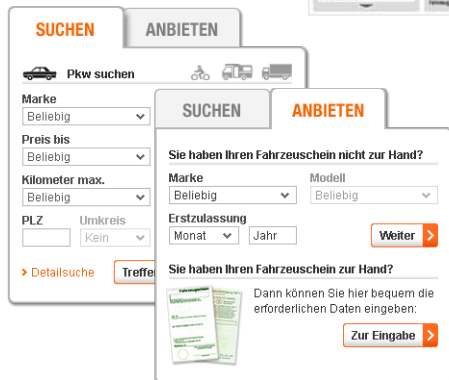 SUCHEN ANBIETEN
Pkw suchen
Marke
Beliebig
Preis bis
Beliebig
Kilometer max.
Beliebig
PLZ Umkreis
Kein
Detailsuche
SUCHEN ANBIETEN
Sie haben Ihren Fahrzeuschein nicht zur Hand?
Marke Modell
Beliebig Beliebig
Erstzulassung
Monat Jahr Weiter
Sie haben Ihren Fahrzeuschein zur Hand?
Dann können Sie hier bequem die
erforderlichen Daten eingeben:
Zur Eingabe
Fahrzeugschein